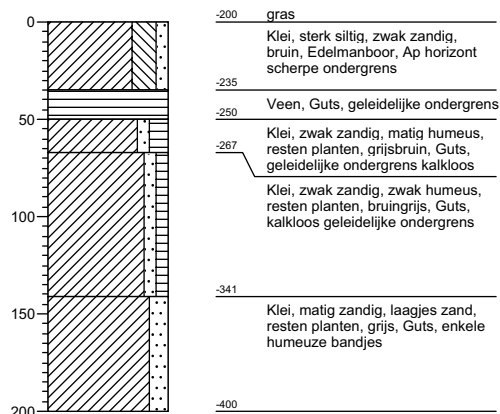 0
50
100
150
200
-200 gras
Klei, sterk siltig, zwak zandig,
bruin, Edelmanboor, Ap horizont
scherpe ondergrens
-235
Veen, Guts, geleidelijke ondergrens
-250
Klei, zwak zandig, matig humeus,
resten planten, grijsbruin, Guts,
geleidelijke ondergrens kalkloos
-267
Klei, zwak zandig, zwak humeus,
resten planten, bruingrijs, Guts,
kalkloos geleidelijke ondergrens
-341
Klei, matig zandig, laagjes zand,
resten planten, grijs, Guts, enkele
humeuze bandjes
-400